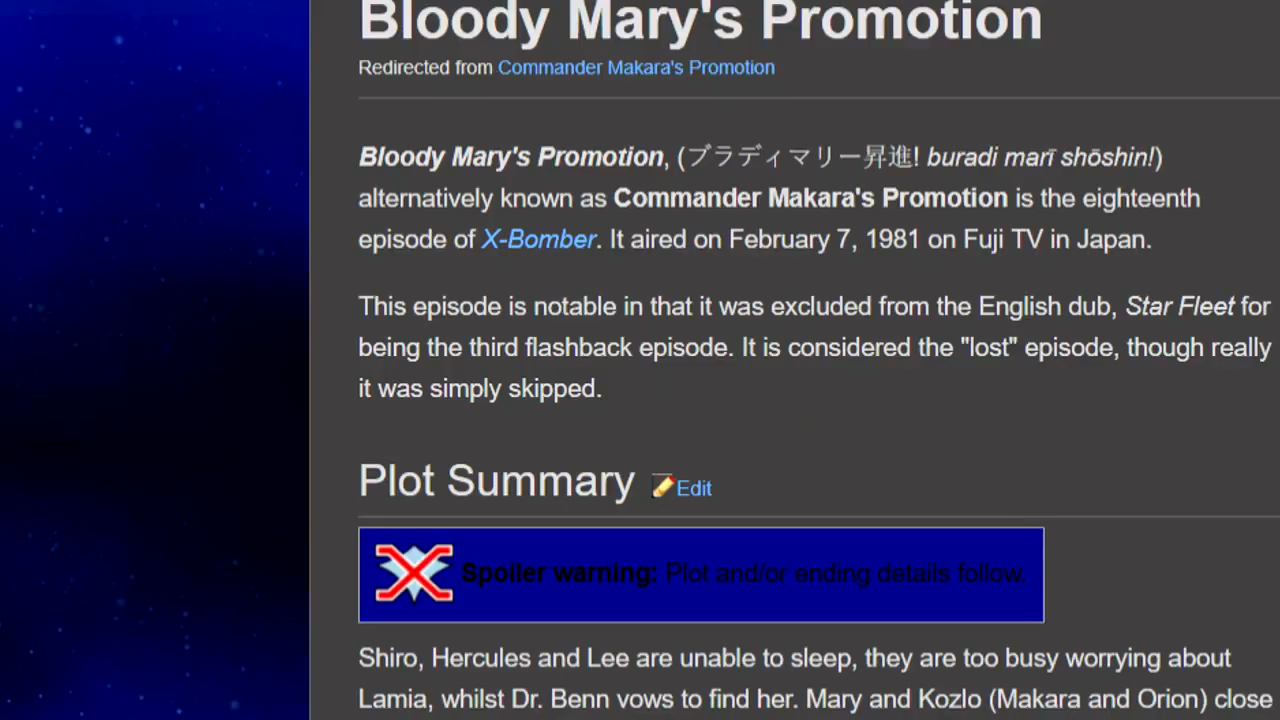 Bloody Mary's Promotion
Redirected from Commander Makara's Promotion
Bloody Mary's Promotion, (ブラディマリー昇進! buradi marī shōshin!)
alternatively known as Commander Makara's Promotion is the eighteenth
episode of X-Bomber. It aired on February 7, 1981 on Fuji TV in Japan.
This episode is notable in that it was excluded from the English dub, Star Fleet for
being the third flashback episode. It is considered the "lost" episode, though really
it was simply skipped.
Plot Summary Edit
Spoiler warning: Plot and/or ending details follow.
Shiro, Hercules and Lee are unable to sleep, they are too busy worrying about
Lamia, whilst Dr. Benn vows to find her. Mary and Kozlo (Makara and Orion) close